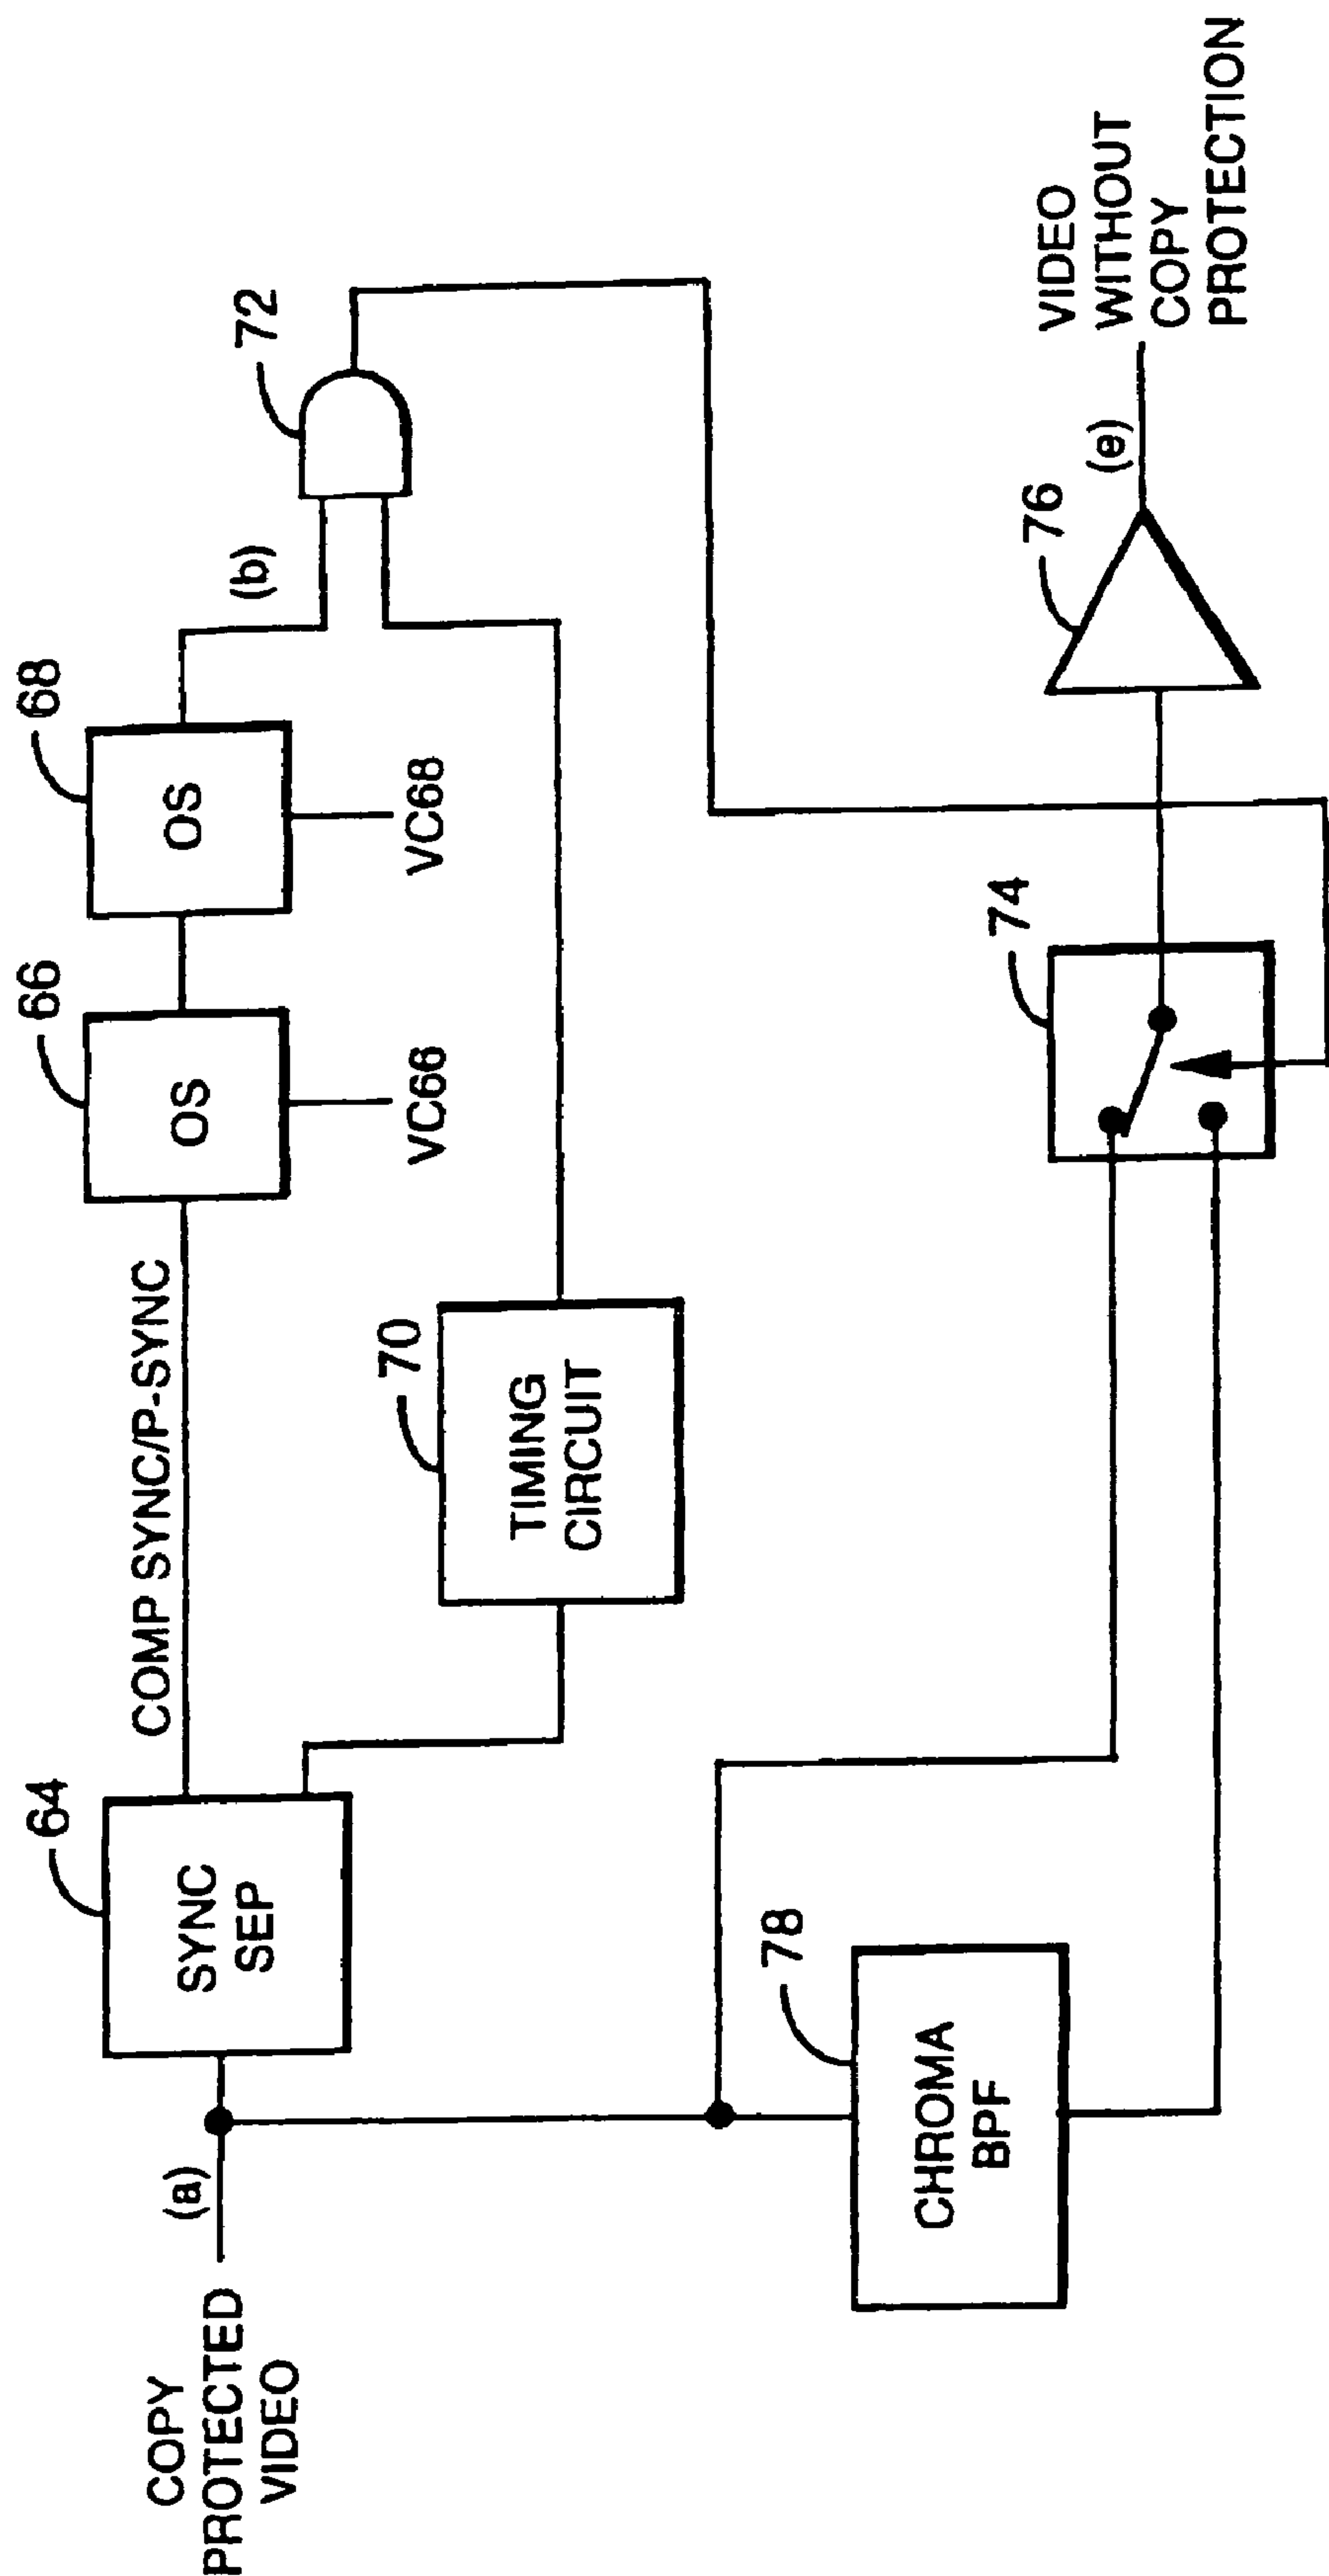 COPY
PROTECTED
VIDEO
(a)
64
SYNC
SEP
COMP SYNC/P-SYNC
66
OS
VC66
68
OS
VC68
(b)
72
70
TIMING
CIRCUIT
78
CHROMA
BPF
74
76
(e)
VIDEO
WITHOUT
COPY
PROTECTION